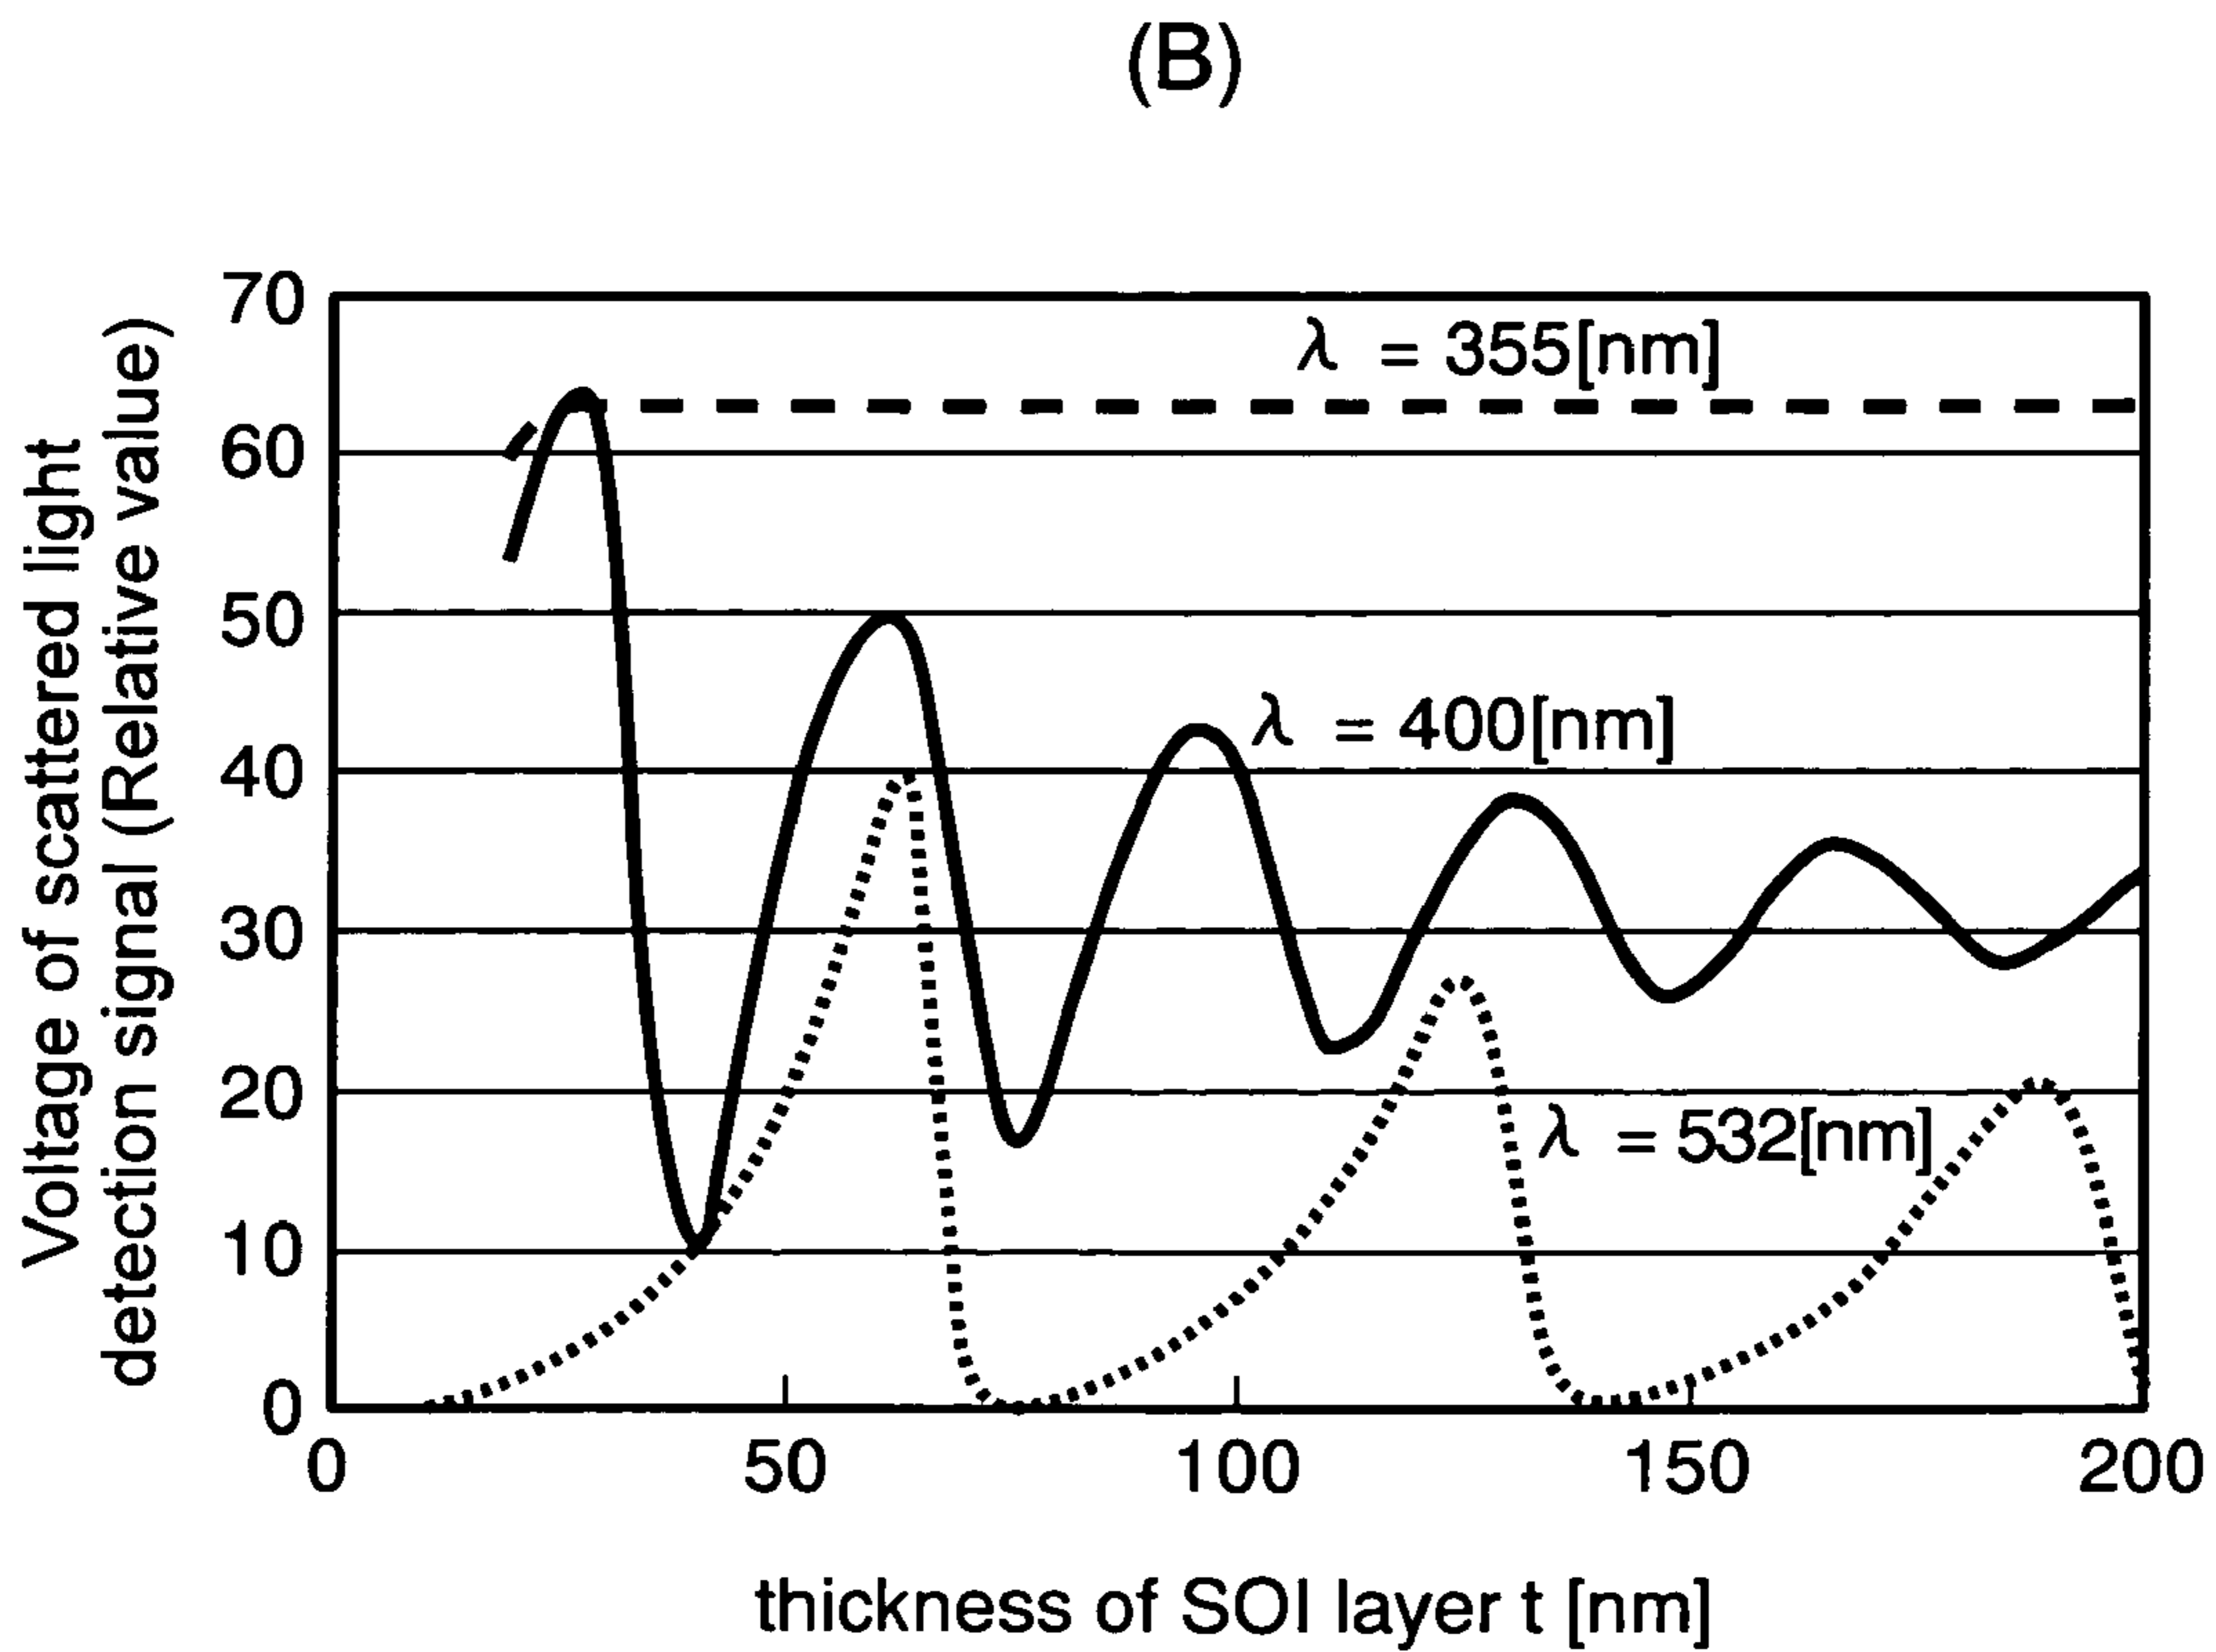 (B)
Voltage of scattered light
detection signal (Relative value)
70
60
50
40
30
20
10
0
λ = 355[nm]
λ = 400[nm]
λ = 532[nm]
0 50 100 150 200
thickness of SOI layer t [nm]